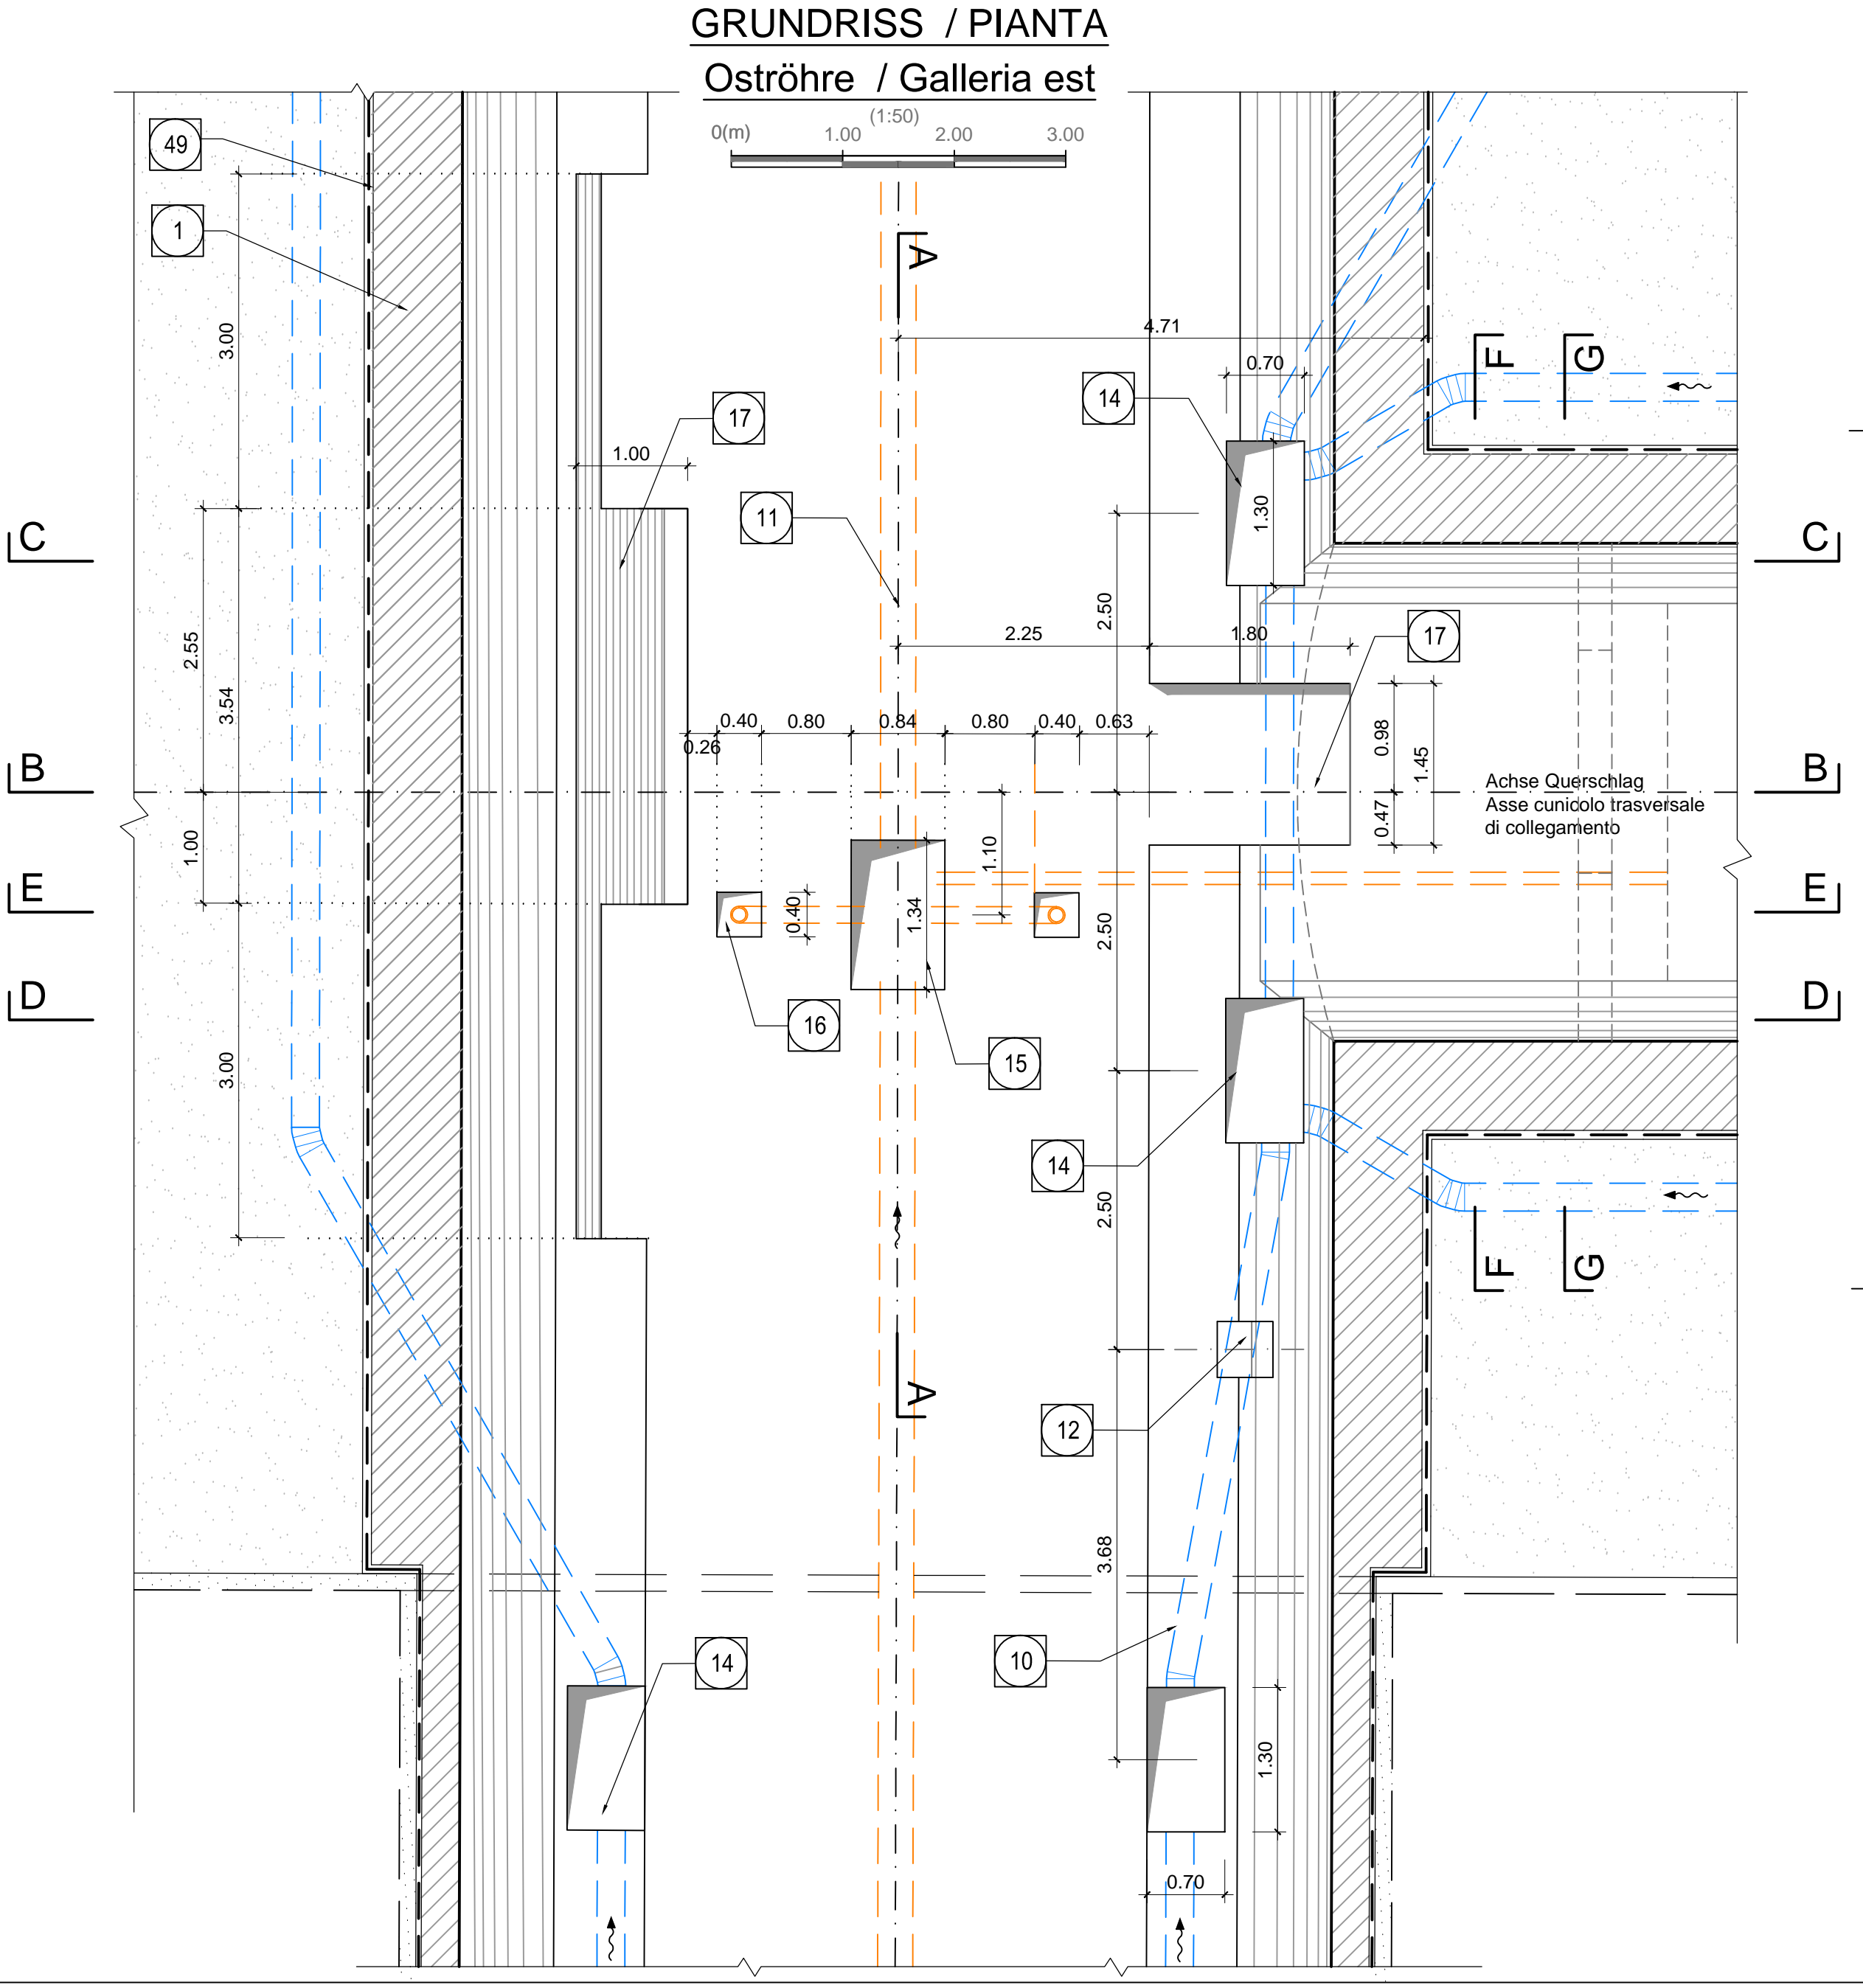 GRUNDRISS / PIANTA
Oströhre / Galleria est
(1:50)
0(m) 1.00 2.00 3.00
49
1
A
4.71
F G
3.00
0.70
14
17
1.00
11
1.30
C C
2.50
2.55
2.25 1.80
17
3.54
0.40 0.80 0.84 0.80 0.40 0.63
0.26
0.98
1.45
B B
Achse Querschlag
Asse cunicolo trasversale
di collegamento
0.47
1.00
1.10
E E
0.40
1.34
2.50
D D
16
15
3.00
14
2.50
F G
A
12
3.68
14
10
1.30
0.70